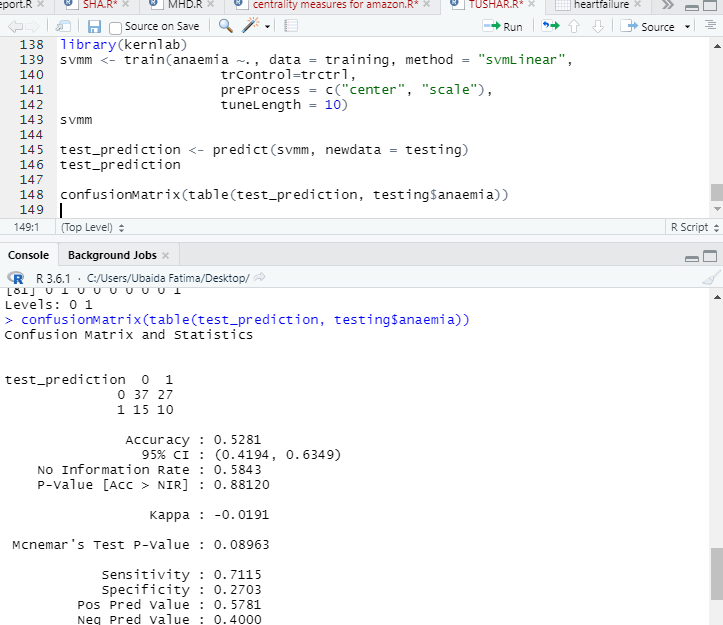 eport.R SHA.R* MHD.R centrality measures for amazon.R* TUSHAR.R* heartfailure
Source on Save Run Source
138 library(kernlab)
139 svmm <- train(anaemia ~., data = training, method = "svmLinear",
140 trControl=trctrl,
141 preProcess = c("center", "scale"),
142 tuneLength = 10)
143 svmm
144
145 test_prediction <- predict(svmm, newdata = testing)
146 test_prediction
147
148 confusionMatrix(table(test_prediction, testing$anaemia))
149
149:1 (Top Level) R Script
Console Background Jobs
R 3.6.1 · C:/Users/Ubaida Fatima/Desktop/
[81] 0 1 0 0 0 0 0 0 1
Levels: 0 1
> confusionMatrix(table(test_prediction, testing$anaemia))
Confusion Matrix and Statistics
test_prediction 0 1
0 37 27
1 15 10
Accuracy : 0.5281
95% CI : (0.4194, 0.6349)
No Information Rate : 0.5843
P-Value [Acc > NIR] : 0.88120
Kappa : -0.0191
Mcnemar's Test P-Value : 0.08963
Sensitivity : 0.7115
Specificity : 0.2703
Pos Pred Value : 0.5781
Neg Pred Value : 0.4000